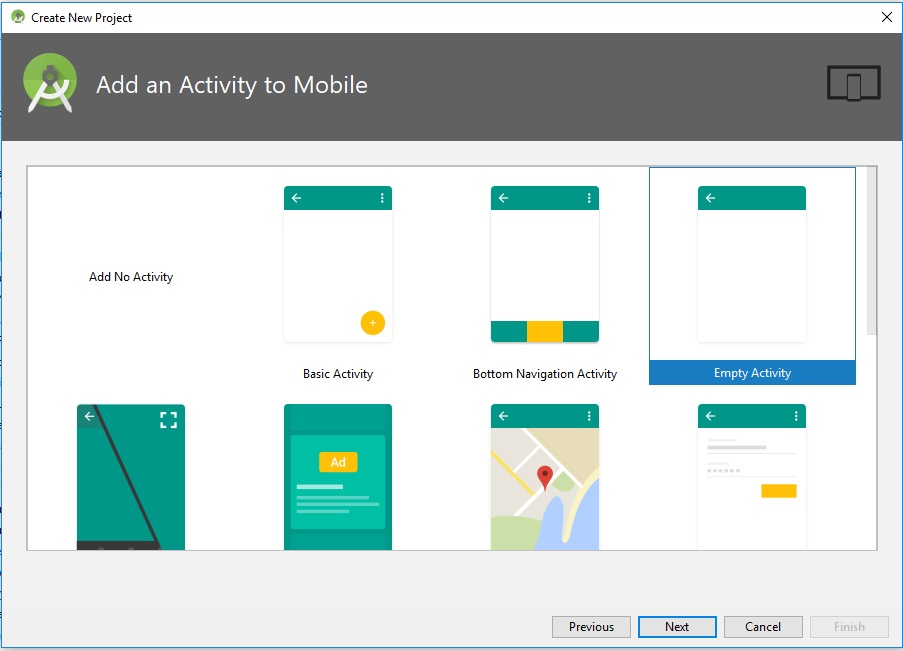 Create New Project
Add an Activity to Mobile
Add No Activity
Basic Activity
Bottom Navigation Activity
Empty Activity
Ad
Previous
Next
Cancel
Finish